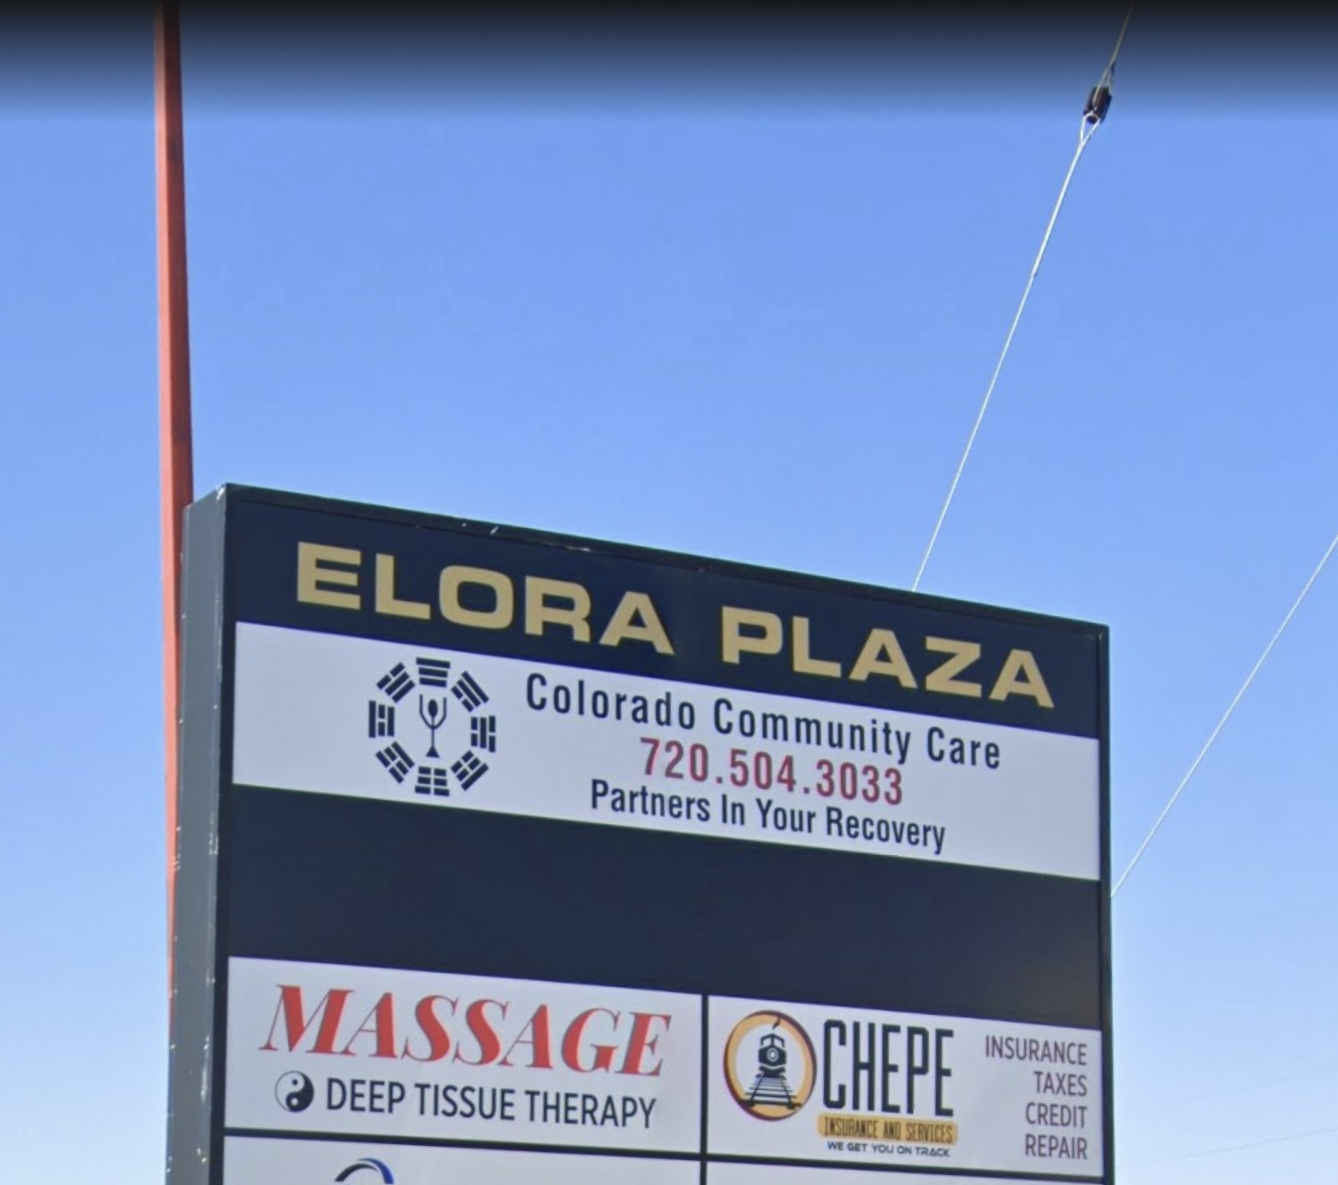 ELORA PLAZA
Colorado Community Care
720.504.3033
Partners In Your Recovery
MASSAGE
DEEP TISSUE THERAPY
CHEPE
INSURANCE AND SERVICES
WE GET YOU ON TRACK
INSURANCE
TAXES
CREDIT
REPAIR